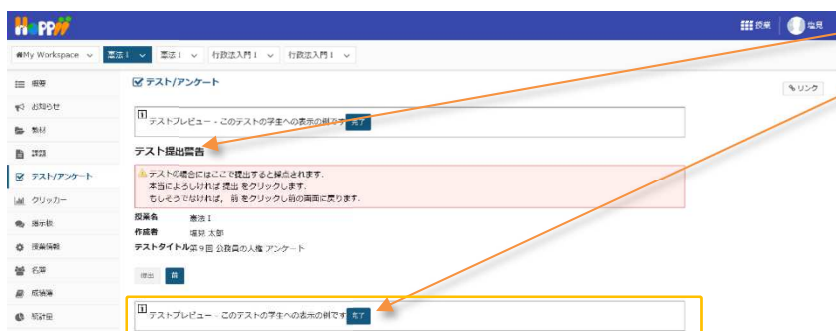 HoPPii
授業
塩見
My Workspace
憲法Ⅰ
憲法Ⅰ
行政法入門Ⅰ
行政法入門Ⅰ
概要
お知らせ
教材
課題
テスト/アンケート
クリッカー
掲示板
授業情報
名簿
成績簿
統計量
テスト/アンケート
リンク
テストプレビュー - このテストの学生への表示の例です 完了
テスト提出警告
テストの場合にはここで提出すると採点されます.
本当によろしければ 提出 をクリックします.
もしそうでなければ, 前 をクリックし前の画面に戻ります.
授業名 憲法Ⅰ
作成者 塩見 太郎
テストタイトル第9回 公務員の人権 アンケート
提出 前
テストプレビュー - このテストの学生への表示の例です 完了